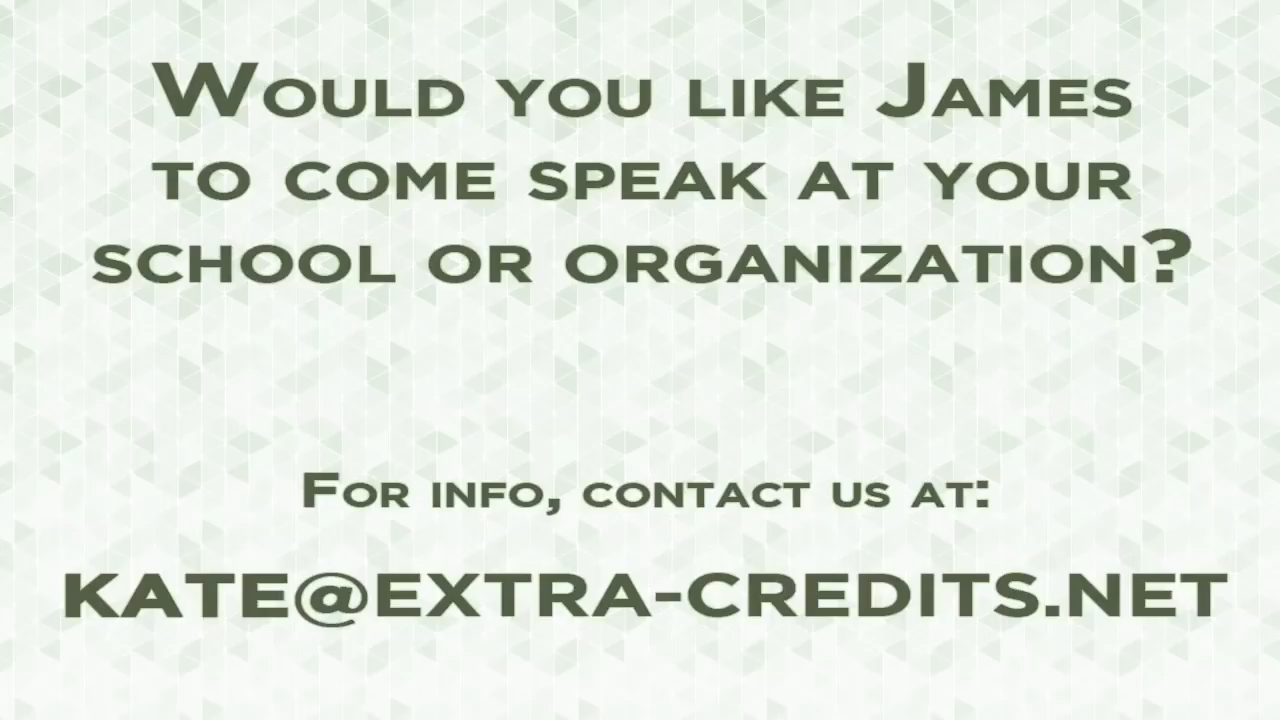 Would you like James
to come speak at your
school or organization?
For info, contact us at:
KATE@EXTRA-CREDITS.NET